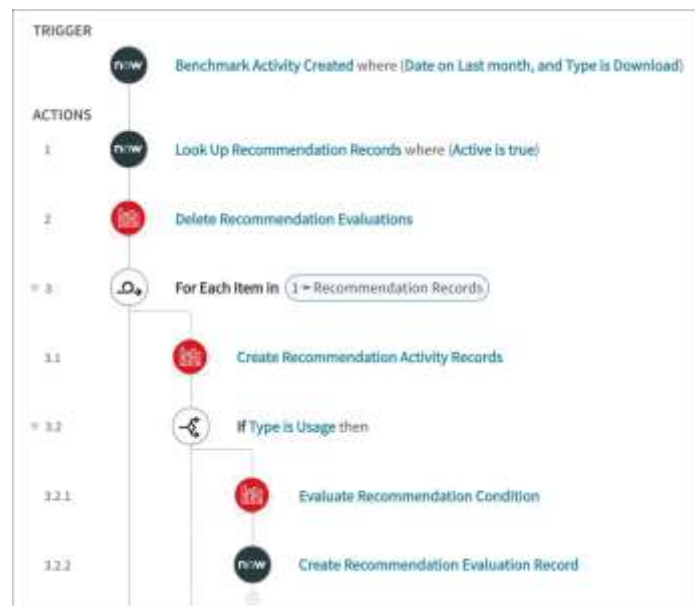 TRIGGER
now Benchmark Activity Created where (Date on Last month, and Type is Download)
ACTIONS
1 now Look Up Recommendation Records where (Active is true)
2 Delete Recommendation Evaluations
3 For Each Item in 1 - Recommendation Records
3.1 Create Recommendation Activity Records
3.2 If Type is Usage then
3.2.1 Evaluate Recommendation Condition
3.2.2 now Create Recommendation Evaluation Record